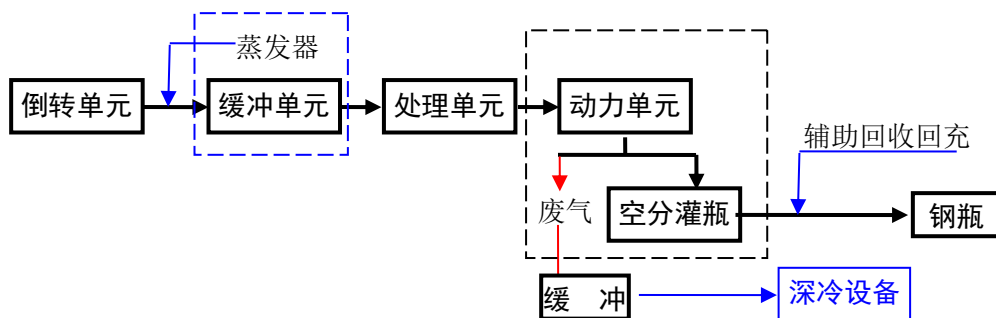 蒸发器
倒转单元
缓冲单元
处理单元
动力单元
辅助回收回充
废气
空分灌瓶
钢瓶
缓 冲
深冷设备